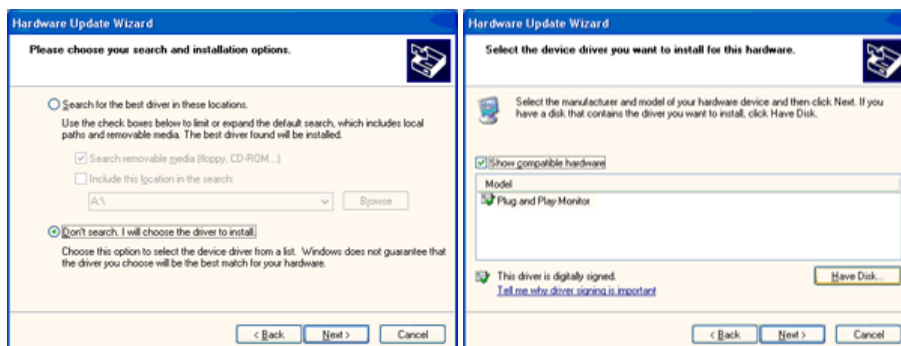 Hardware Update Wizard
Please choose your search and installation options.
Search for the best driver in these locations.
Use the check boxes below to limit or expand the default search, which includes local
paths and removable media. The best driver found will be installed.
Search removable media (floppy, CD-ROM...)
Include this location in the search:
A:\
Browse
Don't search. I will choose the driver to install.
Choose this option to select the device driver from a list. Windows does not guarantee that
the driver you choose will be the best match for your hardware.
< Back
Next >
Cancel
Hardware Update Wizard
Select the device driver you want to install for this hardware.
Select the manufacturer and model of your hardware device and then click Next. If you
have a disk that contains the driver you want to install, click Have Disk.
Show compatible hardware
Model
Plug and Play Monitor
This driver is digitally signed.
Tell me why driver signing is important
Have Disk...
< Back
Next >
Cancel